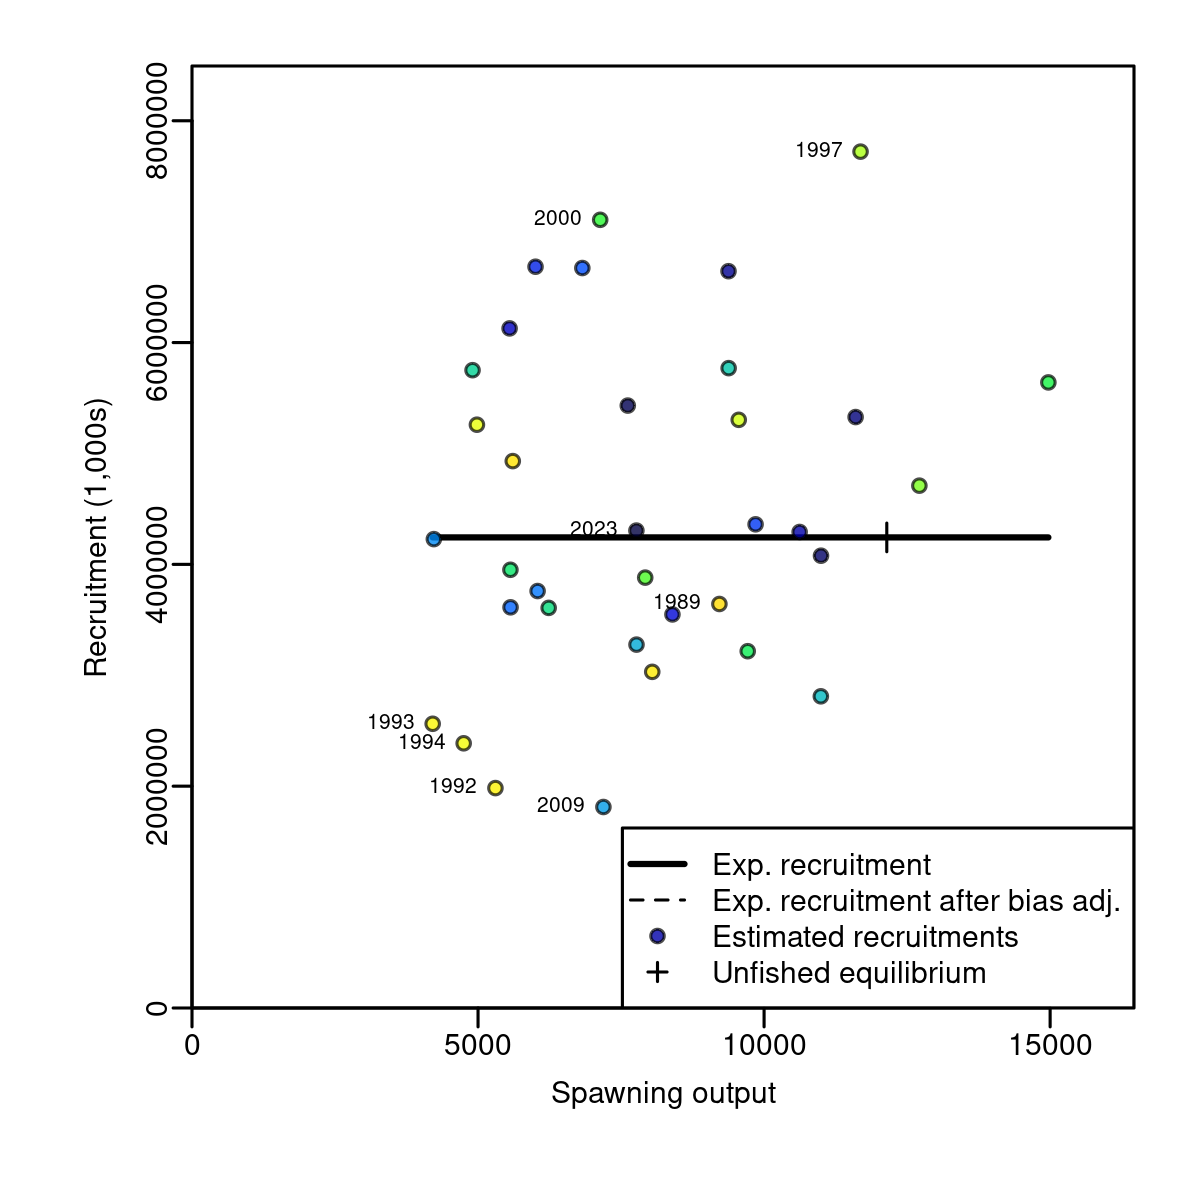 8000000
6000000
4000000
2000000
0
Recruitment (1,000s)
1997
2000
2023
1989
1993
1994
1992
2009
Exp. recruitment
Exp. recruitment after bias adj.
Estimated recruitments
Unfished equilibrium
0
5000
10000
15000
Spawning output